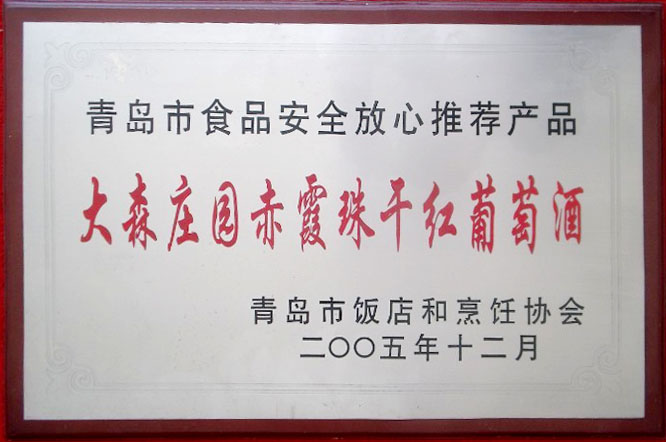 青岛市食品安全放心推荐产品
大森庄园赤霞珠干红葡萄酒
青岛市饭店和烹饪协会
二〇〇五年十二月